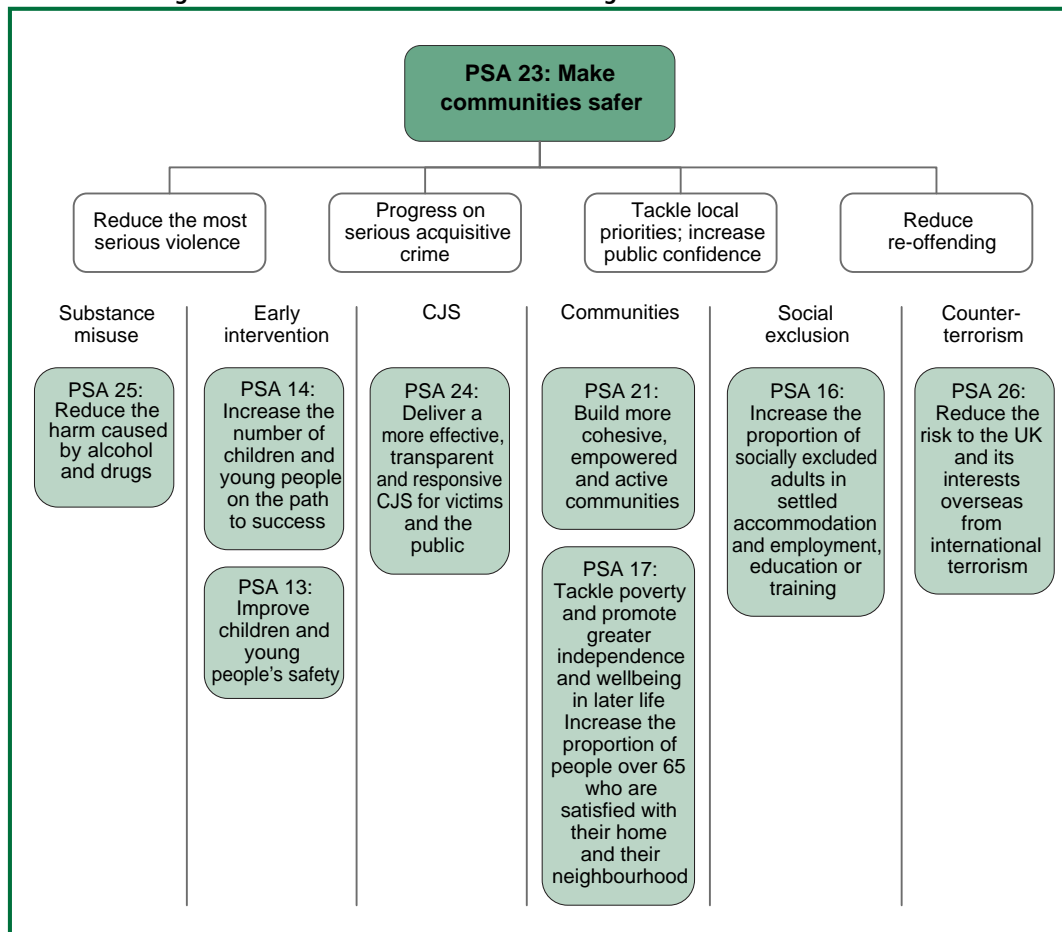 PSA 23: Make
communities safer
Reduce the most
serious violence
Progress on
serious acquisitive
crime
Tackle local
priorities; increase
public confidence
Reduce
re-offending
Substance
misuse
Early
intervention
CJS
Communities
Social
exclusion
Counter-
terrorism
PSA 25:
Reduce the
harm caused
by alcohol
and drugs
PSA 14:
Increase the
number of
children and
young people
on the path
to success
PSA 13:
Improve
children and
young
people's safety
PSA 24:
Deliver a
more effective,
transparent
and responsive
CJS for victims
and the
public
PSA 21:
Build more
cohesive,
empowered
and active
communities
PSA 17:
Tackle poverty
and promote
greater
independence
and wellbeing
in later life
Increase the
proportion of
people over 65
who are
satisfied with
their home
and their
neighbourhood
PSA 16:
Increase the
proportion of
socially excluded
adults in
settled
accommodation
and employment,
education or
training
PSA 26:
Reduce the
risk to the UK
and its
interests
overseas
from
international
terrorism